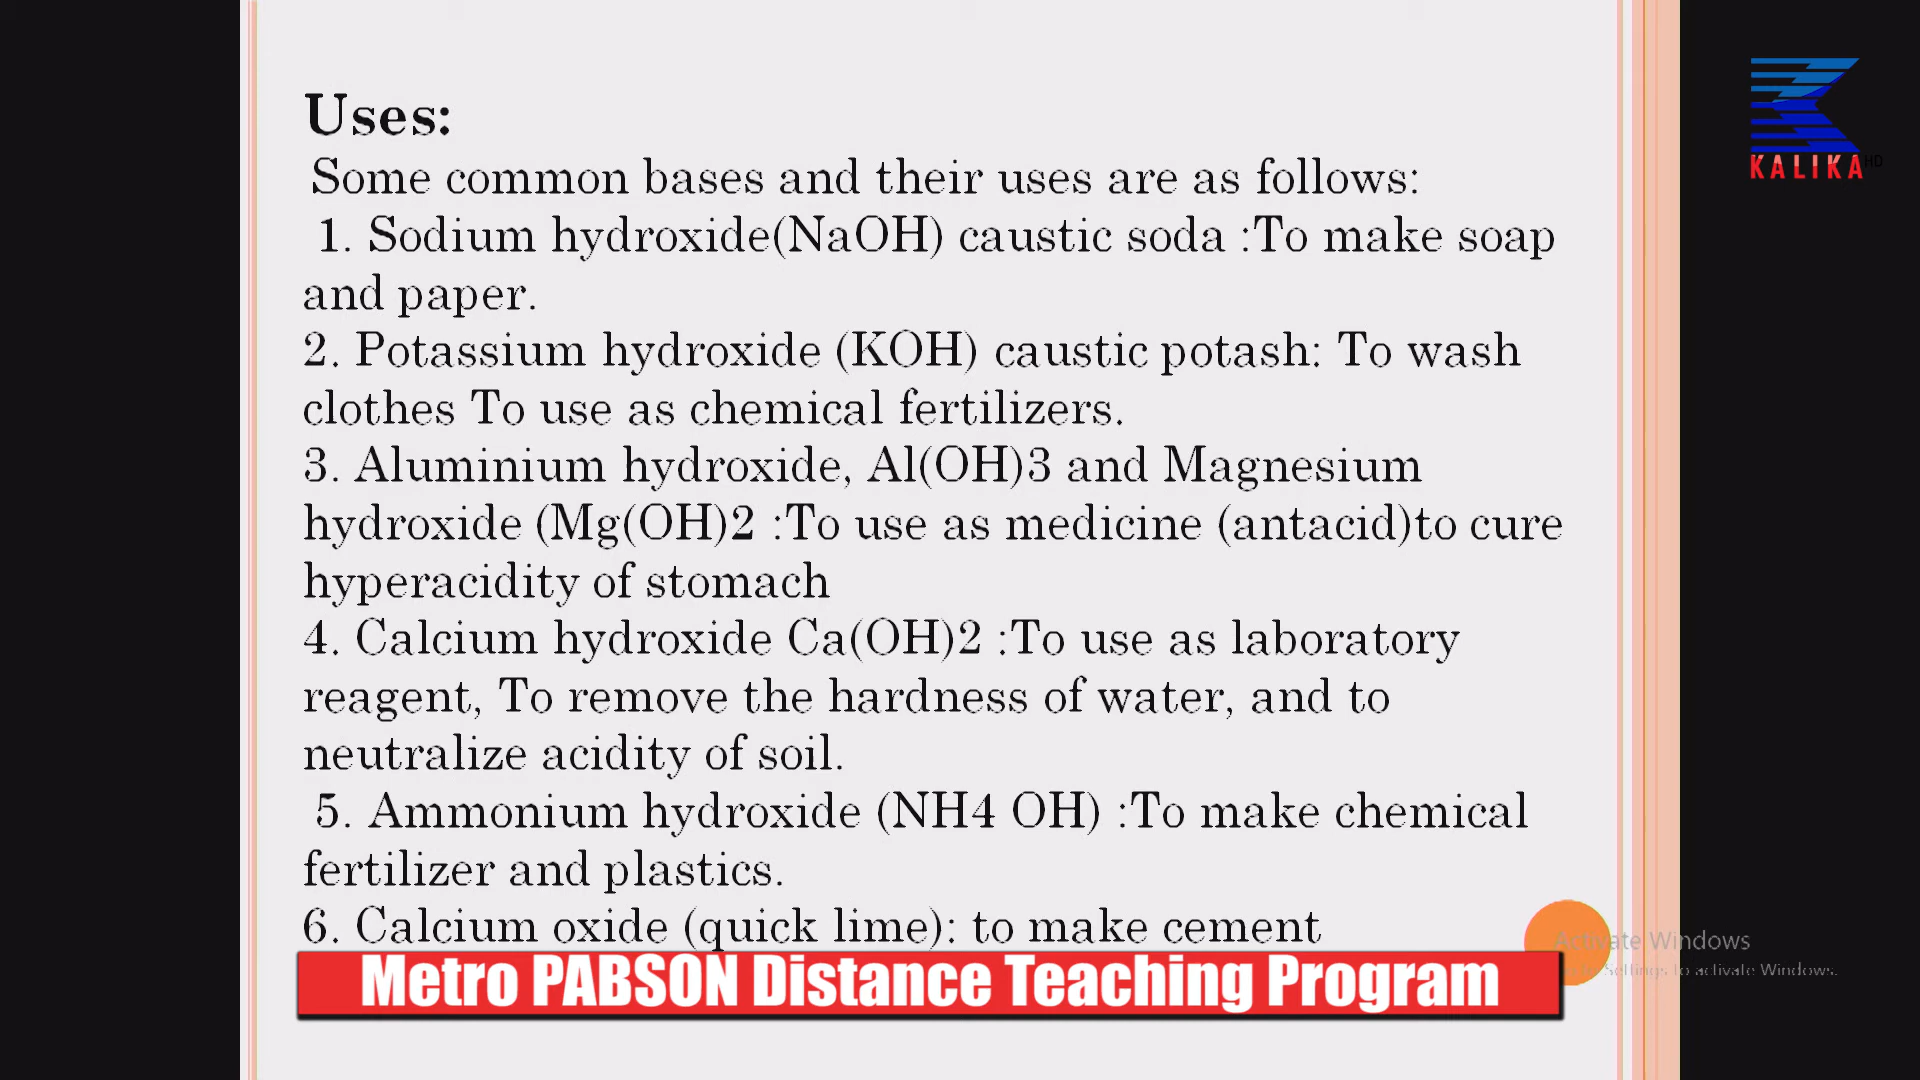 Uses:
Some common bases and their uses are as follows:
1. Sodium hydroxide(NaOH) caustic soda :To make soap
and paper.
2. Potassium hydroxide (KOH) caustic potash: To wash
clothes To use as chemical fertilizers.
3. Aluminium hydroxide, Al(OH)3 and Magnesium
hydroxide (Mg(OH)2 :To use as medicine (antacid)to cure
hyperacidity of stomach
4. Calcium hydroxide Ca(OH)2 :To use as laboratory
reagent, To remove the hardness of water, and to
neutralize acidity of soil.
5. Ammonium hydroxide (NH4 OH) :To make chemical
fertilizer and plastics.
6. Calcium oxide (quick lime): to make cement
Metro PABSON Distance Teaching Program
KALIKA HD
Activate Windows
Settings to activate Windows.